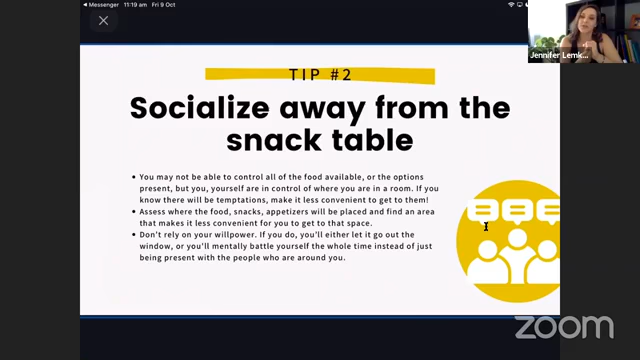 Messenger 11:19 am Fri 9 Oct
TIP #2
Socialize away from the
snack table
• You may not be able to control all of the food available, or the options
present, but you, yourself are in control of where you are in a room. If you
know there will be temptations, make it less convenient to get to them!
• Assess where the food, snacks, appetizers will be placed and find an area
that makes it less convenient for you to get to that space.
• Don't rely on your willpower. If you do, you'll either let it go out the
window, or you'll mentally battle yourself the whole time instead of just
being present with the people who are around you.
Jennifer Lemk...
zoom